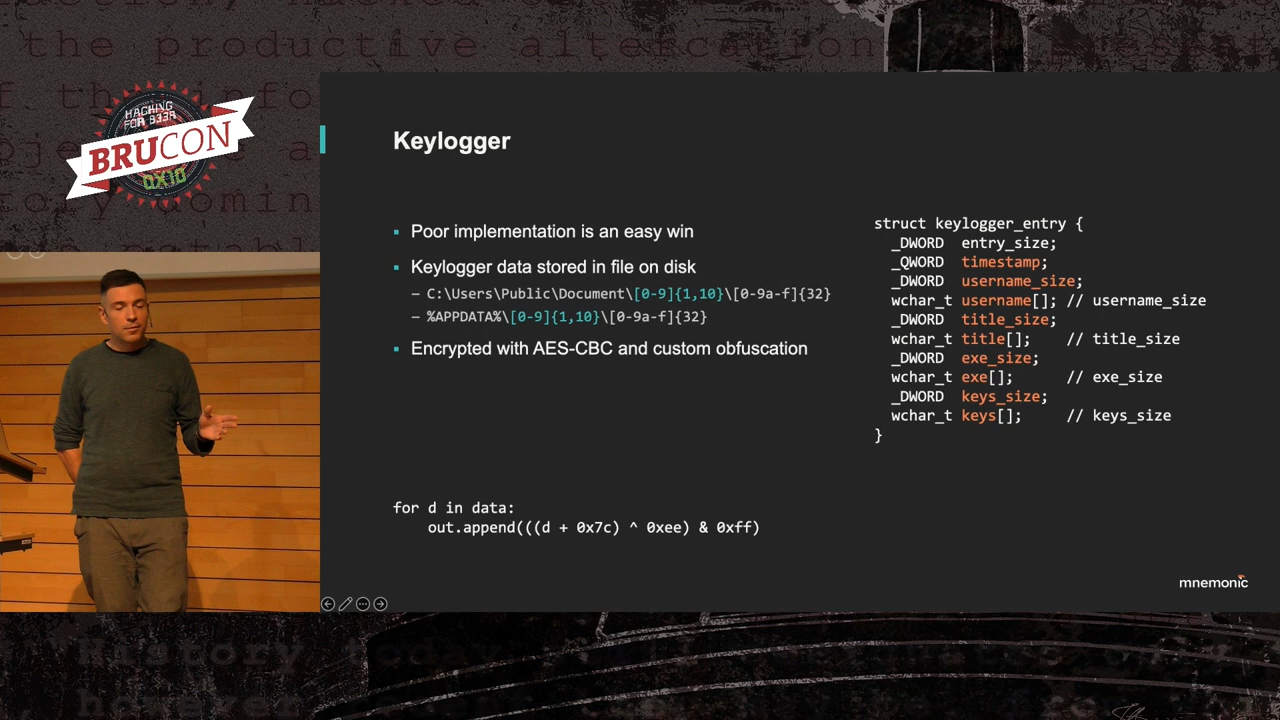 the productive altercation
HACKING
FOR B33R
BRUCON
0X10
Keylogger
▪ Poor implementation is an easy win
▪ Keylogger data stored in file on disk
– C:\Users\Public\Document\[0-9]{1,10}\[0-9a-f]{32}
– %APPDATA%\[0-9]{1,10}\[0-9a-f]{32}
▪ Encrypted with AES-CBC and custom obfuscation
for d in data:
out.append(((d + 0x7c) ^ 0xee) & 0xff)
struct keylogger_entry {
_DWORD entry_size;
_QWORD timestamp;
_DWORD username_size;
wchar_t username[]; // username_size
_DWORD title_size;
wchar_t title[]; // title_size
_DWORD exe_size;
wchar_t exe[]; // exe_size
_DWORD keys_size;
wchar_t keys[]; // keys_size
}
mnemonic
History today
however